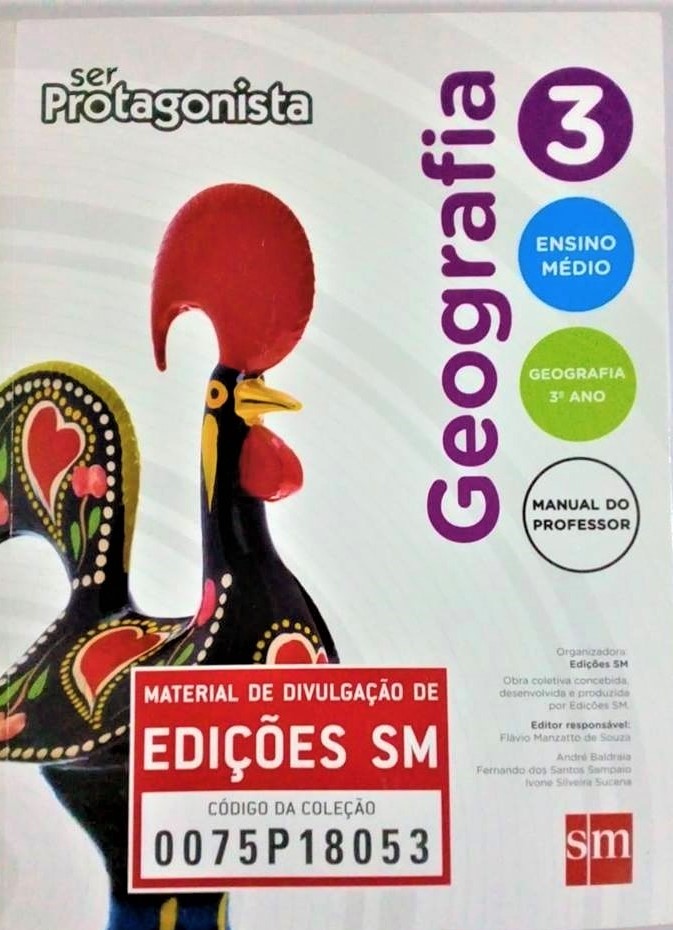 ser
Protagonista
Geografia
3
ENSINO
MÉDIO
GEOGRAFIA
3º ANO
MANUAL DO
PROFESSOR
Organizadora:
Edições SM
Obra coletiva concebida,
desenvolvida e produzida
por Edições SM.
Editor responsável:
Flávio Manzatto de Souza
André Baldraia
Fernando dos Santos Sampaio
Ivone Silveira Sucena
MATERIAL DE DIVULGAÇÃO DE
EDIÇÕES SM
CÓDIGO DA COLEÇÃO
0075P18053
sm